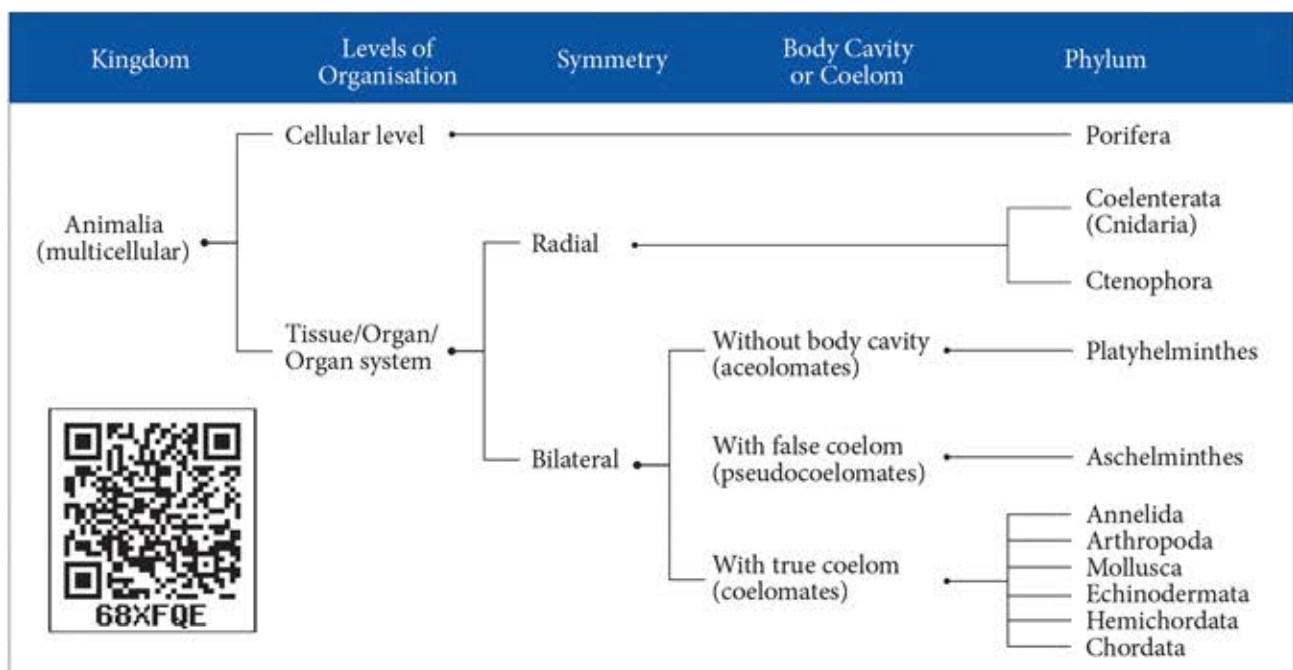 Kingdom
Levels of
Organisation
Symmetry
Body Cavity
or Coelom
Phylum
Cellular level
Porifera
Animalia
(multicellular)
Radial
Coelenterata
(Cnidaria)
Ctenophora
Tissue/Organ/
Organ system
Without body cavity
(aceolomates)
Platyhelminthes
Bilateral
With false coelom
(pseudocoelomates)
Aschelminthes
With true coelom
(coelomates)
Annelida
Arthropoda
Mollusca
Echinodermata
Hemichordata
Chordata
68XFQE